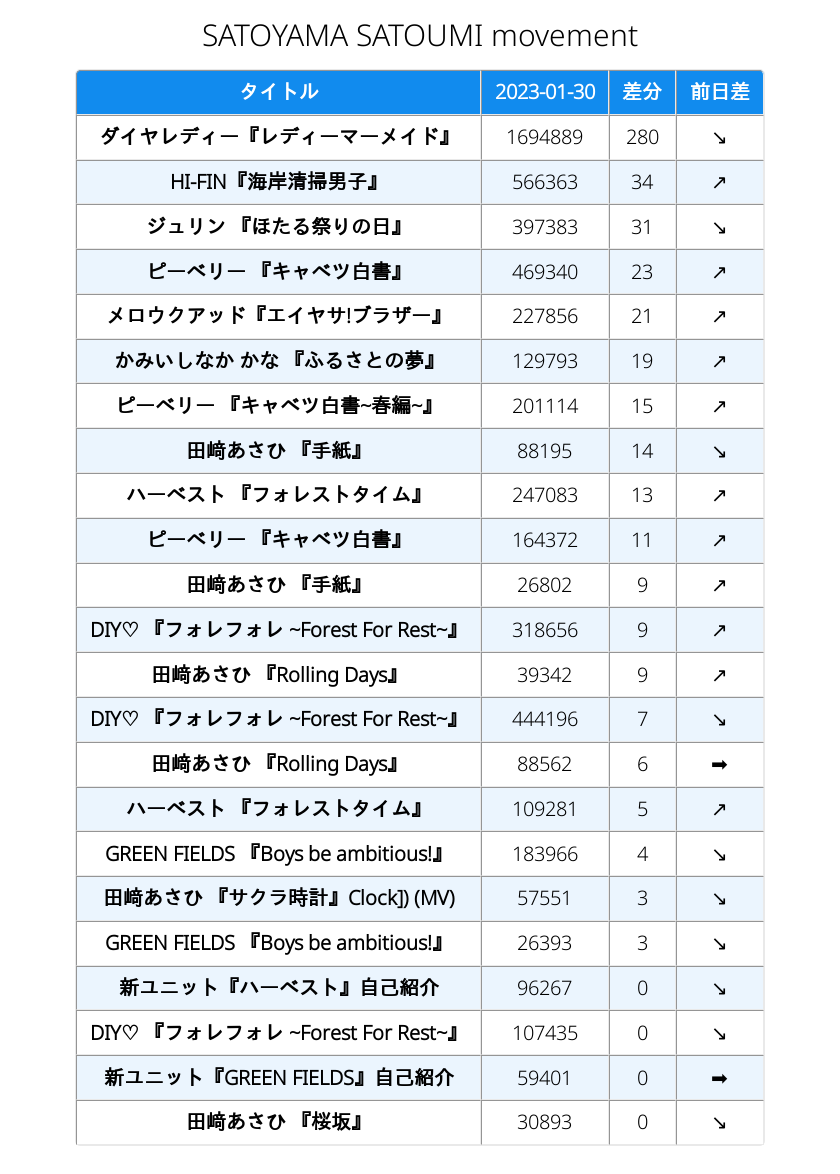 SATOYAMA SATOUMI movement
タイトル 2023-01-30 差分 前日差
ダイヤレディー『レディーマーメイド』 1694889 280 ↘
HI-FIN『海岸清掃男子』 566363 34 ↗
ジュリン 『ほたる祭りの日』 397383 31 ↘
ピーベリー 『キャベツ白書』 469340 23 ↗
メロウクアッド『エイヤサ!ブラザー』 227856 21 ↗
かみいしなか かな 『ふるさとの夢』 129793 19 ↗
ピーベリー 『キャベツ白書~春編~』 201114 15 ↗
田﨑あさひ 『手紙』 88195 14 ↘
ハーベスト 『フォレストタイム』 247083 13 ↗
ピーベリー 『キャベツ白書』 164372 11 ↗
田﨑あさひ 『手紙』 26802 9 ↗
DIY♡ 『フォレフォレ ~Forest For Rest~』 318656 9 ↗
田﨑あさひ 『Rolling Days』 39342 9 ↗
DIY♡ 『フォレフォレ ~Forest For Rest~』 444196 7 ↘
田﨑あさひ 『Rolling Days』 88562 6 ➡
ハーベスト 『フォレストタイム』 109281 5 ↗
GREEN FIELDS 『Boys be ambitious!』 183966 4 ↘
田﨑あさひ 『サクラ時計』Clock]) (MV) 57551 3 ↘
GREEN FIELDS 『Boys be ambitious!』 26393 3 ↘
新ユニット『ハーベスト』自己紹介 96267 0 ↘
DIY♡ 『フォレフォレ ~Forest For Rest~』 107435 0 ↘
新ユニット『GREEN FIELDS』自己紹介 59401 0 ➡
田﨑あさひ 『桜坂』 30893 0 ↘